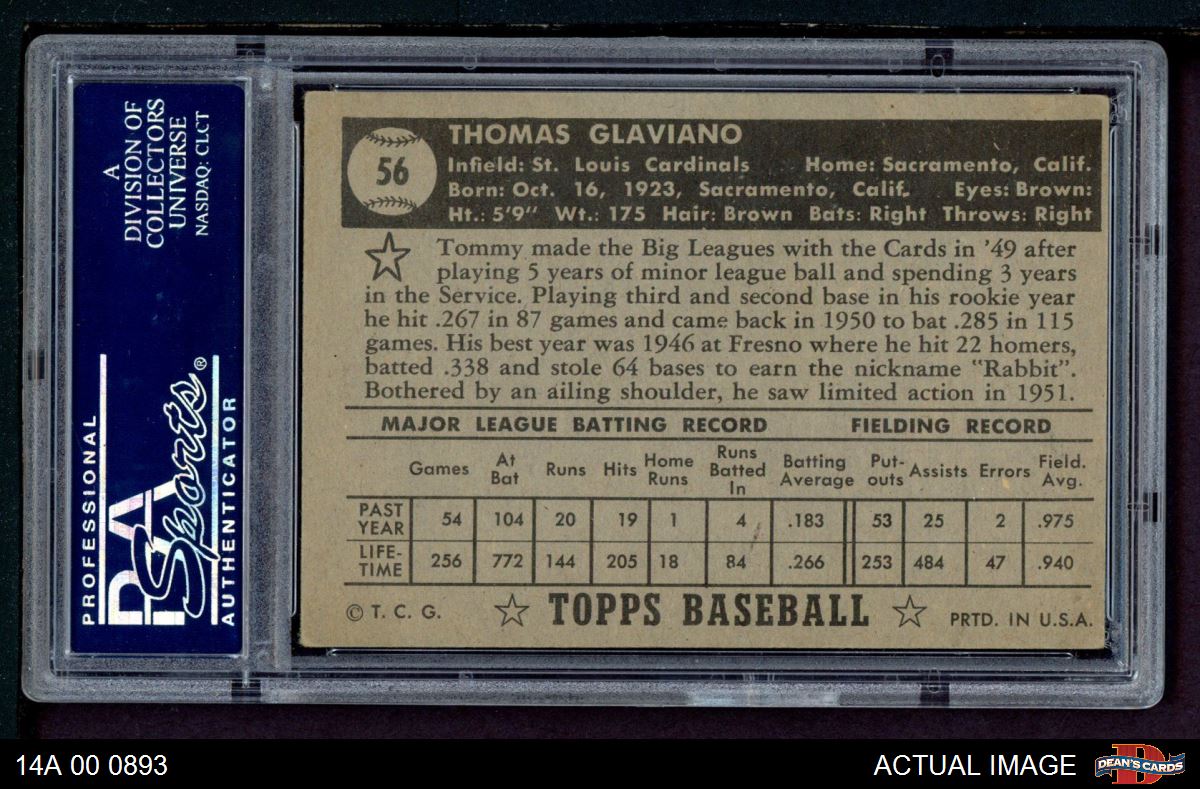 A
DIVISION OF
COLLECTORS
UNIVERSE
NASDAQ: CLCT
PROFESSIONAL
PSA
Sports®
AUTHENTICATOR
56
THOMAS GLAVIANO
Infield: St. Louis Cardinals Home: Sacramento, Calif.
Born: Oct. 16, 1923, Sacramento, Calif. Eyes: Brown:
Ht.: 5'9" Wt.: 175 Hair: Brown Bats: Right Throws: Right
Tommy made the Big Leagues with the Cards in '49 after
playing 5 years of minor league ball and spending 3 years
in the Service. Playing third and second base in his rookie year
he hit .267 in 87 games and came back in 1950 to bat .285 in 115
games. His best year was 1946 at Fresno where he hit 22 homers,
batted .338 and stole 64 bases to earn the nickname "Rabbit".
Bothered by an ailing shoulder, he saw limited action in 1951.
MAJOR LEAGUE BATTING RECORD FIELDING RECORD
Games At Bat Runs Hits Home Runs Runs Batted In Batting Average Put-outs Assists Errors Field. Avg.
PAST YEAR 54 104 20 19 1 4 .183 53 25 2 .975
LIFE-TIME 256 772 144 205 18 84 .266 253 484 47 .940
© T. C. G. TOPPS BASEBALL PRTD. IN U.S.A.
14A 00 0893 ACTUAL IMAGE
D
DEAN'S CARDS